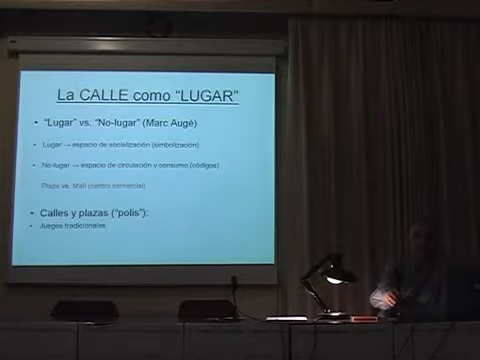 La CALLE como “LUGAR”
• “Lugar” vs. “No-lugar” (Marc Augé)
• Lugar → espacio de socialización (simbolización)
• No-lugar → espacio de circulación y consumo (códigos)
Plaza vs. Mall (centro comercial)
• Calles y plazas (“polis”):
• Juegos tradicionales